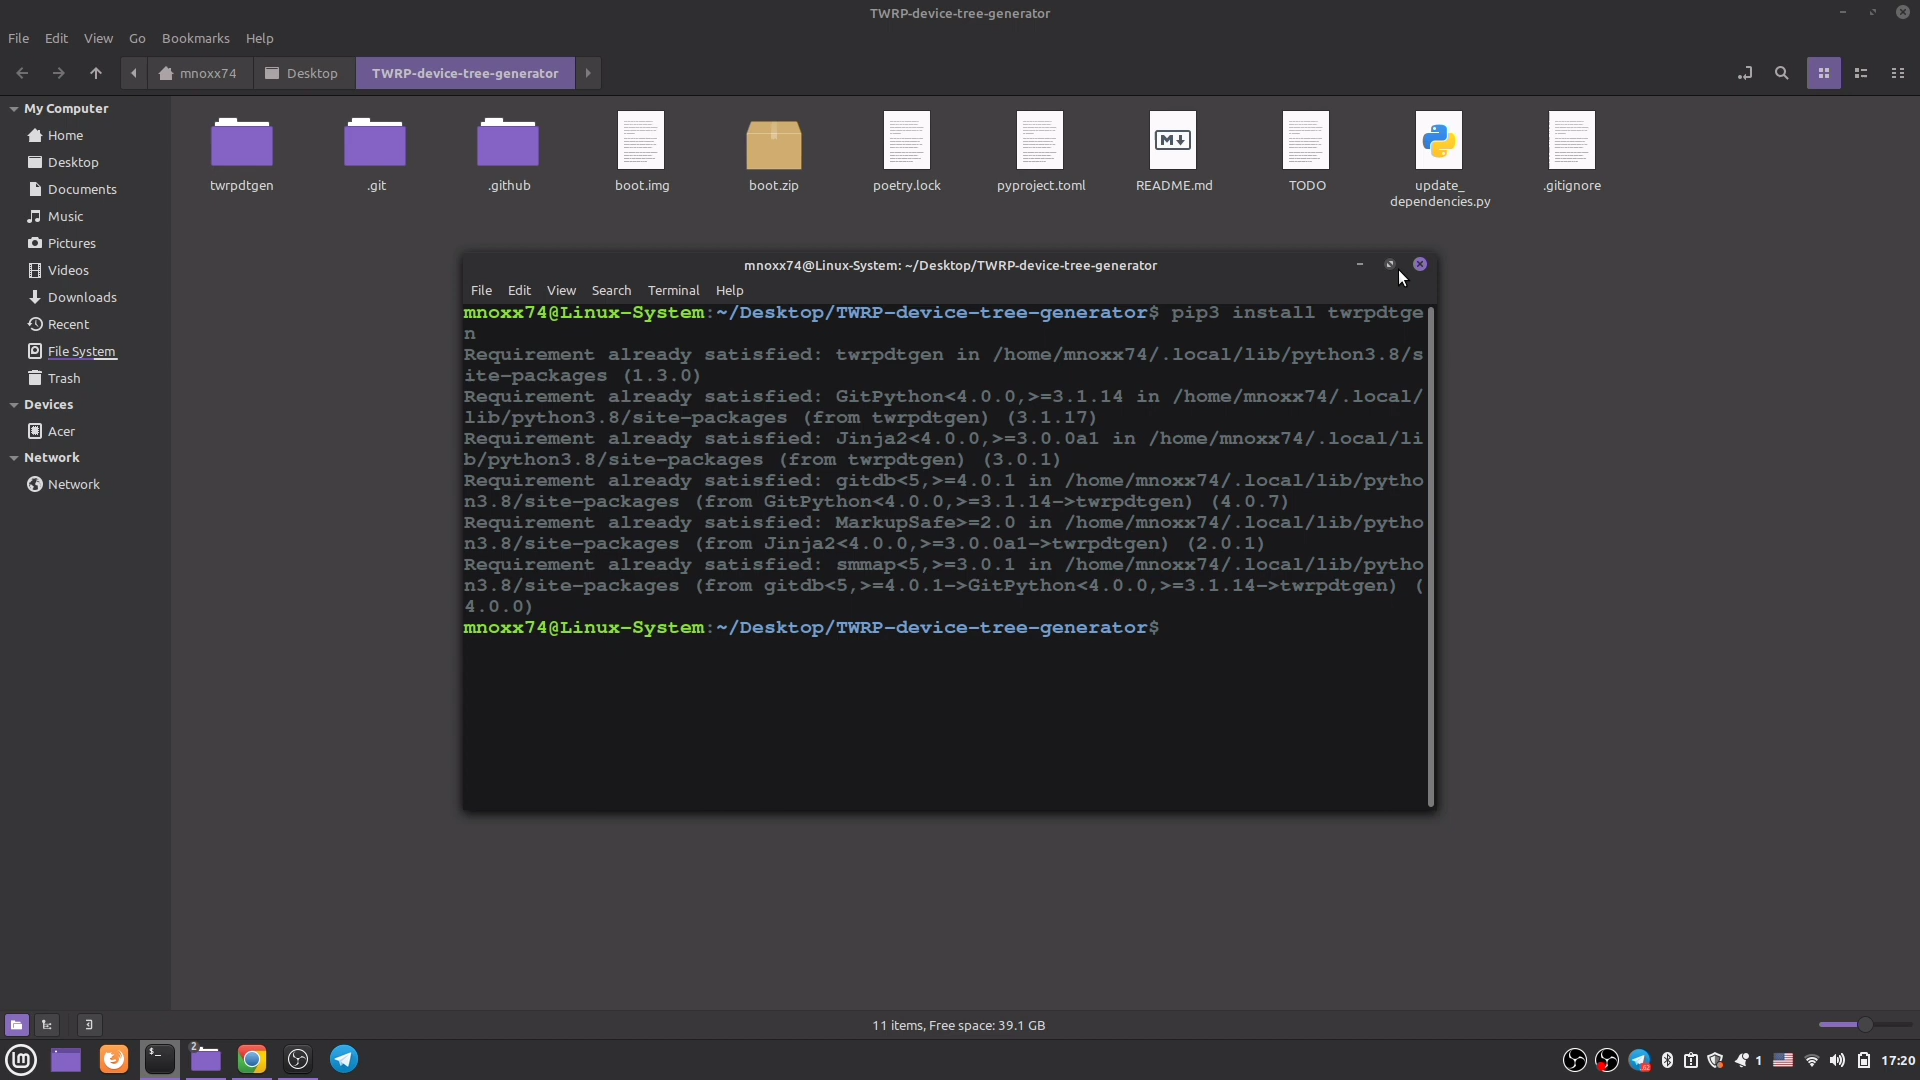 TWRP-device-tree-generator
File Edit View Go Bookmarks Help
mnoxx74 Desktop TWRP-device-tree-generator
My Computer
Home
Desktop
Documents
Music
Pictures
Videos
Downloads
Recent
File System
Trash
Devices
Acer
Network
Network
twrpdtgen .git .github boot.img boot.zip poetry.lock pyproject.toml README.md TODO update_ .gitignore
dependencies.py
mnoxx74@Linux-System: ~/Desktop/TWRP-device-tree-generator
File Edit View Search Terminal Help
mnoxx74@Linux-System:~/Desktop/TWRP-device-tree-generator$ pip3 install twrpdtge
n
Requirement already satisfied: twrpdtgen in /home/mnoxx74/.local/lib/python3.8/s
ite-packages (1.3.0)
Requirement already satisfied: GitPython<4.0.0,>=3.1.14 in /home/mnoxx74/.local/
lib/python3.8/site-packages (from twrpdtgen) (3.1.17)
Requirement already satisfied: Jinja2<4.0.0,>=3.0.0a1 in /home/mnoxx74/.local/li
b/python3.8/site-packages (from twrpdtgen) (3.0.1)
Requirement already satisfied: gitdb<5,>=4.0.1 in /home/mnoxx74/.local/lib/pytho
n3.8/site-packages (from GitPython<4.0.0,>=3.1.14->twrpdtgen) (4.0.7)
Requirement already satisfied: MarkupSafe>=2.0 in /home/mnoxx74/.local/lib/pytho
n3.8/site-packages (from Jinja2<4.0.0,>=3.0.0a1->twrpdtgen) (2.0.1)
Requirement already satisfied: smmap<5,>=3.0.1 in /home/mnoxx74/.local/lib/pytho
n3.8/site-packages (from gitdb<5,>=4.0.1->GitPython<4.0.0,>=3.1.14->twrpdtgen) (
4.0.0)
mnoxx74@Linux-System:~/Desktop/TWRP-device-tree-generator$
11 items, Free space: 39.1 GB
2
1 17:20